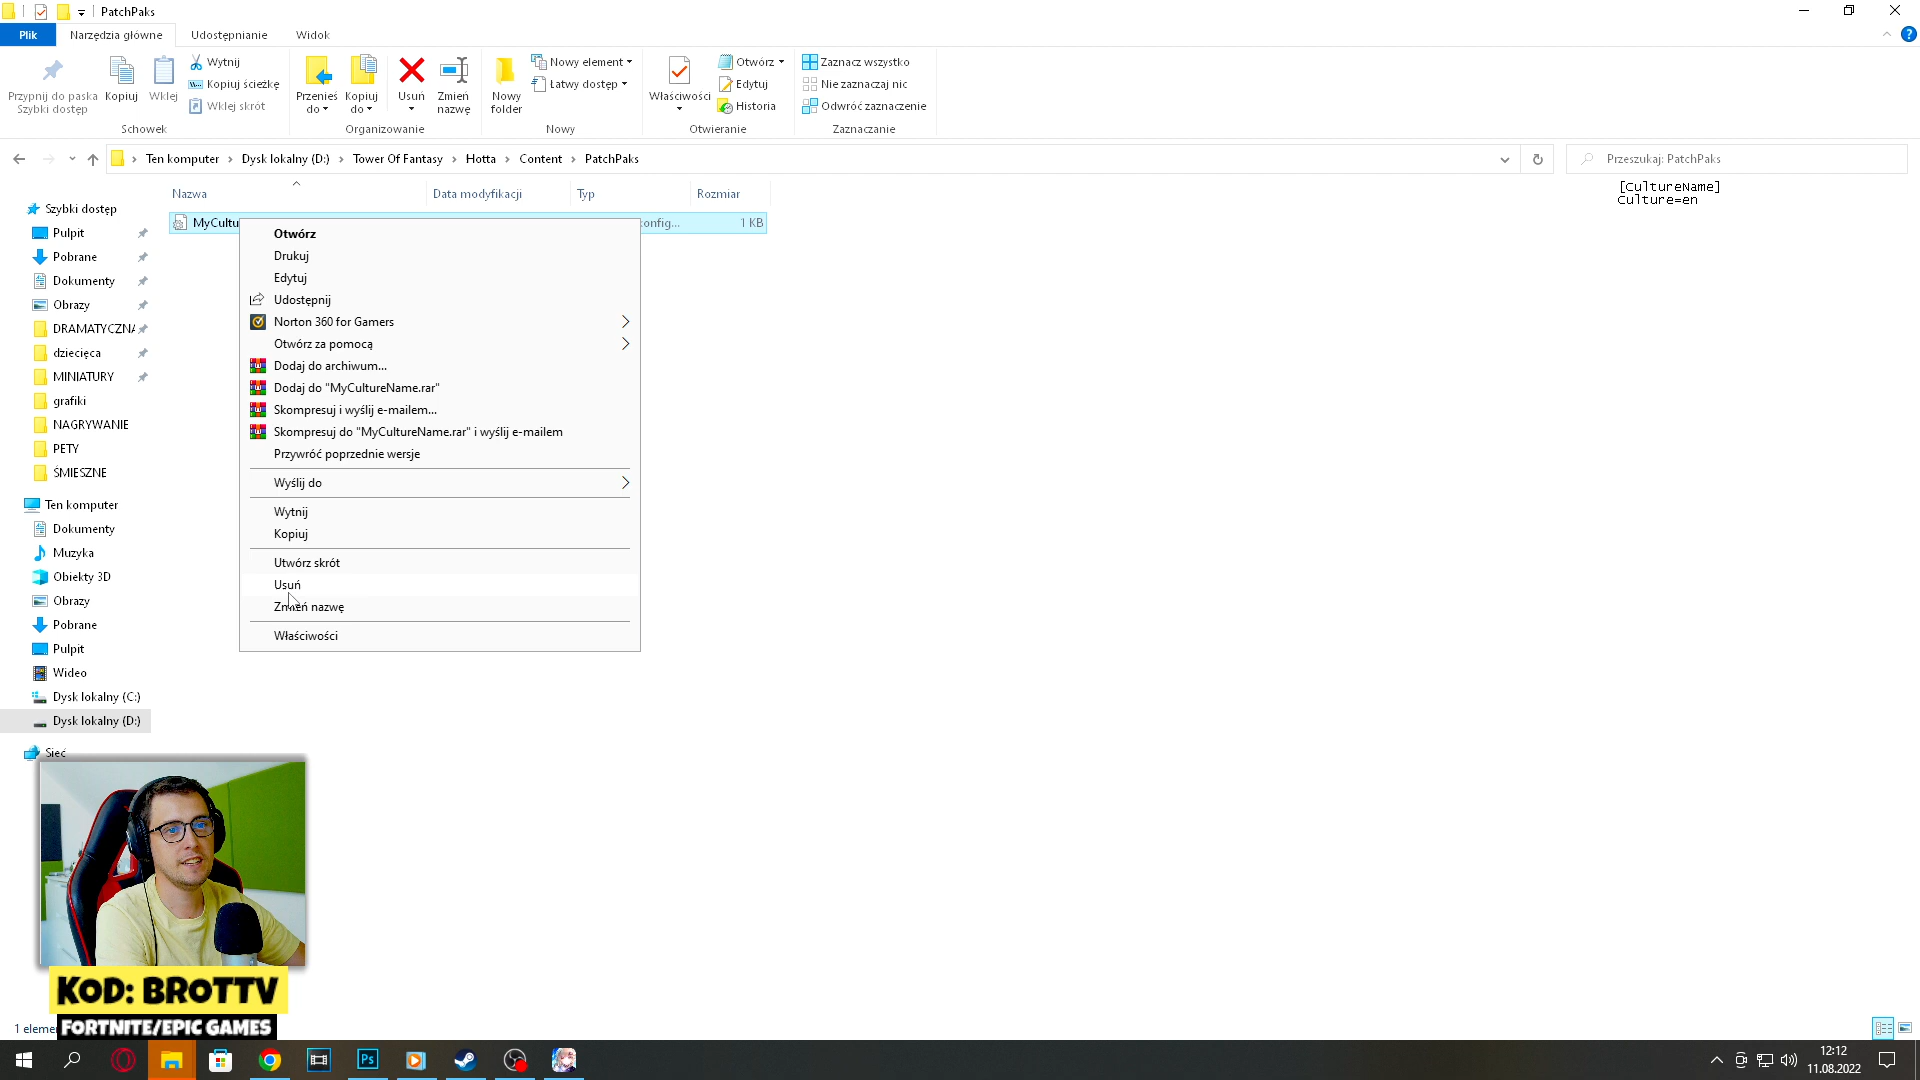 PatchPaks
Plik
Narzędzia główne
Udostępnianie
Widok
Przypnij do paska
Szybki dostęp
Kopiuj
Wklej
Wytnij
Kopiuj ścieżkę
Wklej skrót
Schowek
Przenieś
do
Kopiuj
do
Usuń
Zmień
nazwę
Organizowanie
Nowy
folder
Nowy element
Łatwy dostęp
Nowy
Właściwości
Otwórz
Edytuj
Historia
Otwieranie
Zaznacz wszystko
Nie zaznaczaj nic
Odwróć zaznaczenie
Zaznaczanie
Ten komputer > Dysk lokalny (D:) > Tower Of Fantasy > Hotta > Content > PatchPaks
Przeszukaj: PatchPaks
Nazwa
Data modyfikacji
Typ
Rozmiar
MyCultu
config...
1 KB
[CultureName]
Culture=en
Szybki dostęp
Pulpit
Pobrane
Dokumenty
Obrazy
DRAMATYCZNA
dziecięca
MINIATURY
grafiki
NAGRYWANIE
PETY
ŚMIESZNE
Ten komputer
Dokumenty
Muzyka
Obiekty 3D
Obrazy
Pobrane
Pulpit
Wideo
Dysk lokalny (C:)
Dysk lokalny (D:)
Sieć
Otwórz
Drukuj
Edytuj
Udostępnij
Norton 360 for Gamers
Otwórz za pomocą
Dodaj do archiwum...
Dodaj do "MyCultureName.rar"
Skompresuj i wyślij e-mailem...
Skompresuj do "MyCultureName.rar" i wyślij e-mailem
Przywróć poprzednie wersje
Wyślij do
Wytnij
Kopiuj
Utwórz skrót
Usuń
Zmień nazwę
Właściwości
KOD: BROTTV
FORTNITE/EPIC GAMES
1 eleme
Ps
12:12
11.08.2022